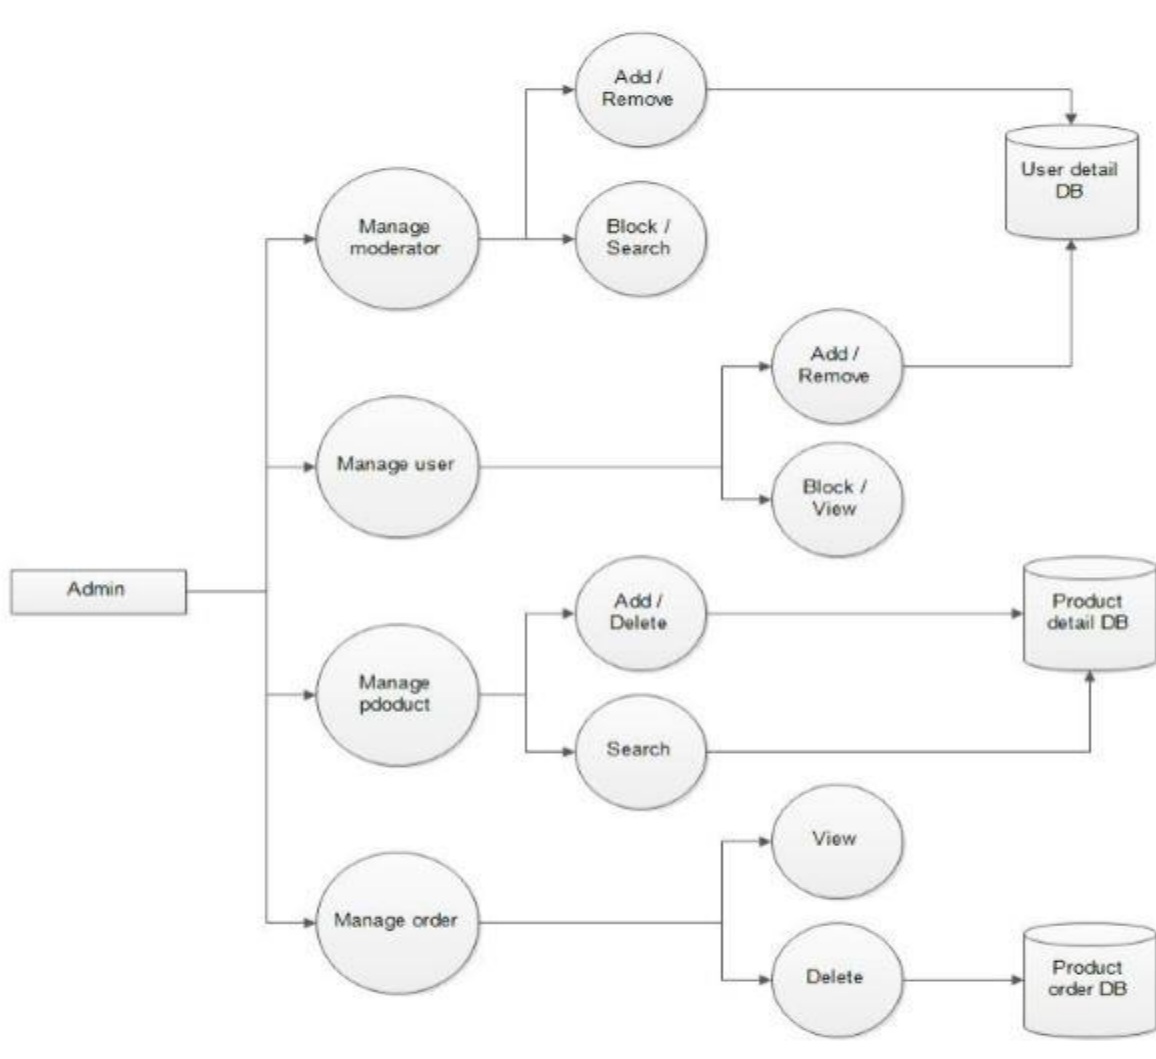 Add /
Remove
User detail
DB
Manage
moderator
Block /
Search
Add /
Remove
Manage user
Block /
View
Admin
Add /
Delete
Product
detail DB
Manage
pdoduct
Search
View
Manage order
Delete
Product
order DB